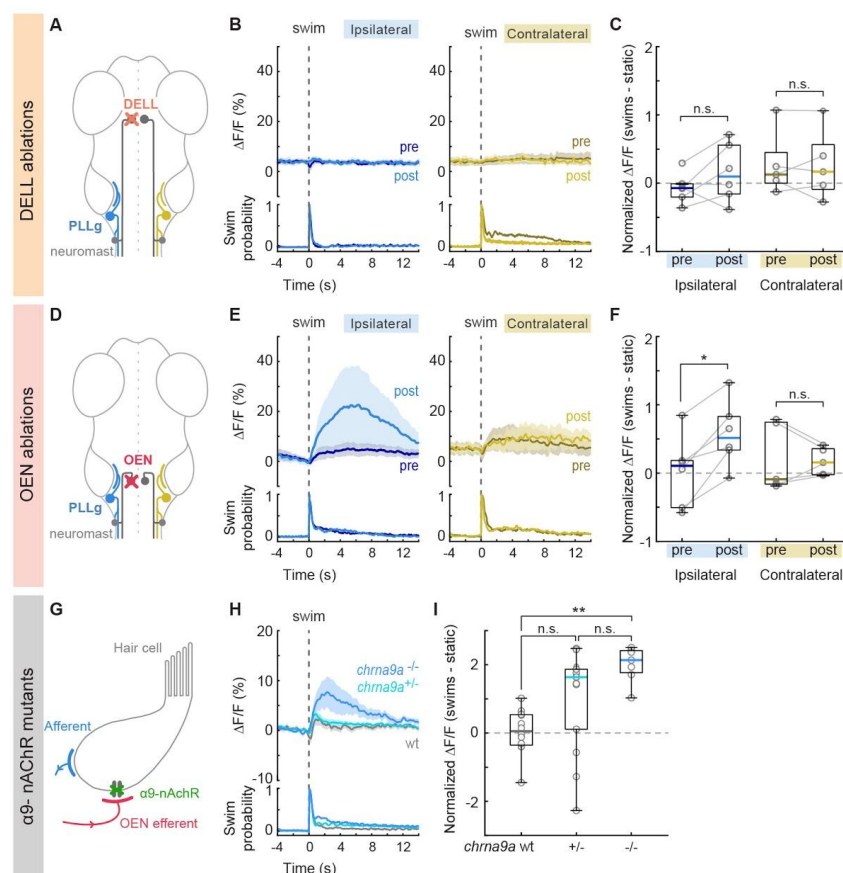 DELL ablations
A
DELL
PLLg
neuromast
B
swim Ipsilateral
ΔF/F (%)
40
20
0
pre
post
Swim probability
1
0
-4 0 4 8 12
Time (s)
swim Contralateral
40
20
0
pre
post
1
0
-4 0 4 8 12
Time (s)
C
Normalized ΔF/F (swims - static)
2
1
0
-1
n.s.
n.s.
pre post pre post
Ipsilateral Contralateral
OEN ablations
D
OEN
PLLg
neuromast
E
swim Ipsilateral
ΔF/F (%)
40
20
0
post
pre
Swim probability
1
0
-4 0 4 8 12
Time (s)
swim Contralateral
40
20
0
post
pre
1
0
-4 0 4 8 12
Time (s)
F
Normalized ΔF/F (swims - static)
2
1
0
-1
*
n.s.
pre post pre post
Ipsilateral Contralateral
α9- nAChR mutants
G
Hair cell
Afferent
α9-nAchR
OEN efferent
H
swim
ΔF/F (%)
20
10
0
-10
chrna9a -/-
chrna9a+/-
wt
Swim probability
1
0
-4 0 4 8 12
Time (s)
I
Normalized ΔF/F (swims - static)
2
0
-2
**
n.s. n.s.
chrna9a wt +/- -/-